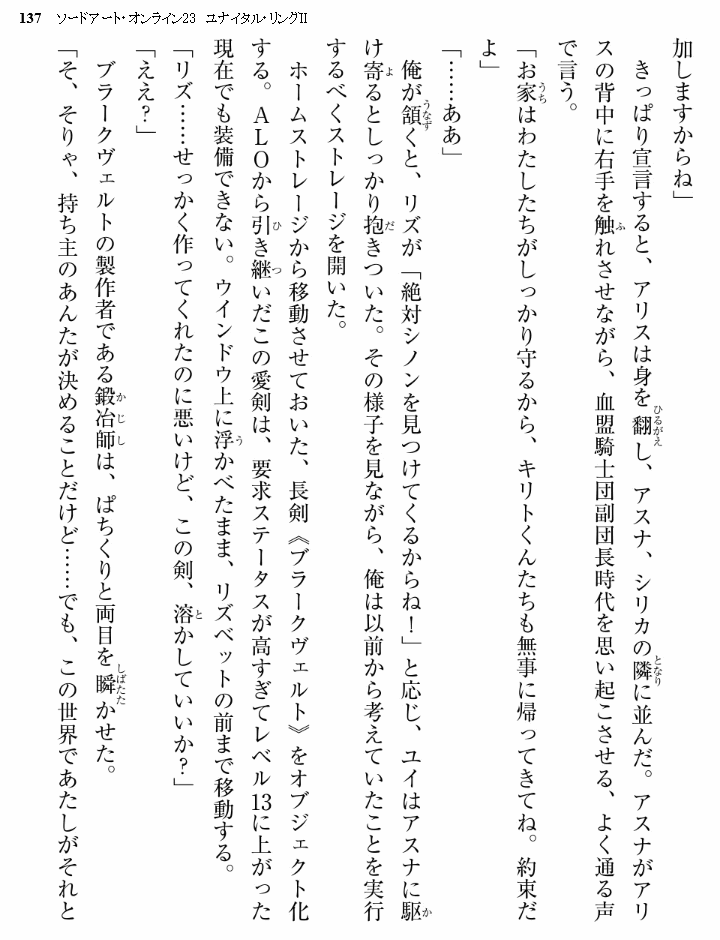 137 ソードアート・オンライン23 ユナイタル・リングII
加しますからね」
きっぱり宣言すると、アリスは身を翻し、アスナ、シリカの隣に並んだ。アスナがアリ
スの背中に右手を触れさせながら、血盟騎士団副団長時代を思い起こさせる、よく通る声
で言う。
「お家はわたしたちがしっかり守るから、キリトくんたちも無事に帰ってきてね。約束だ
よ」
「……ああ」
俺が頷くと、リズが「絶対シノンを見つけてくるからね！」と応じ、ユイはアスナに駆
け寄るとしっかり抱きついた。その様子を見ながら、俺は以前から考えていたことを実行
するべくストレージを開いた。
ホームストレージから移動させておいた、長剣《ブラークヴェルト》をオブジェクト化
する。ALOから引き継いだこの愛剣は、要求ステータスが高すぎてレベル13に上がった
現在でも装備できない。ウインドウ上に浮かべたまま、リズベットの前まで移動する。
「リズ……せっかく作ってくれたのに悪いけど、この剣、溶かしていいか？」
「ええ？」
ブラークヴェルトの製作者である鍛冶師は、ぱちくりと両目を瞬かせた。
「そ、そりゃ、持ち主のあんたが決めることだけど……でも、この世界であたしがそれと